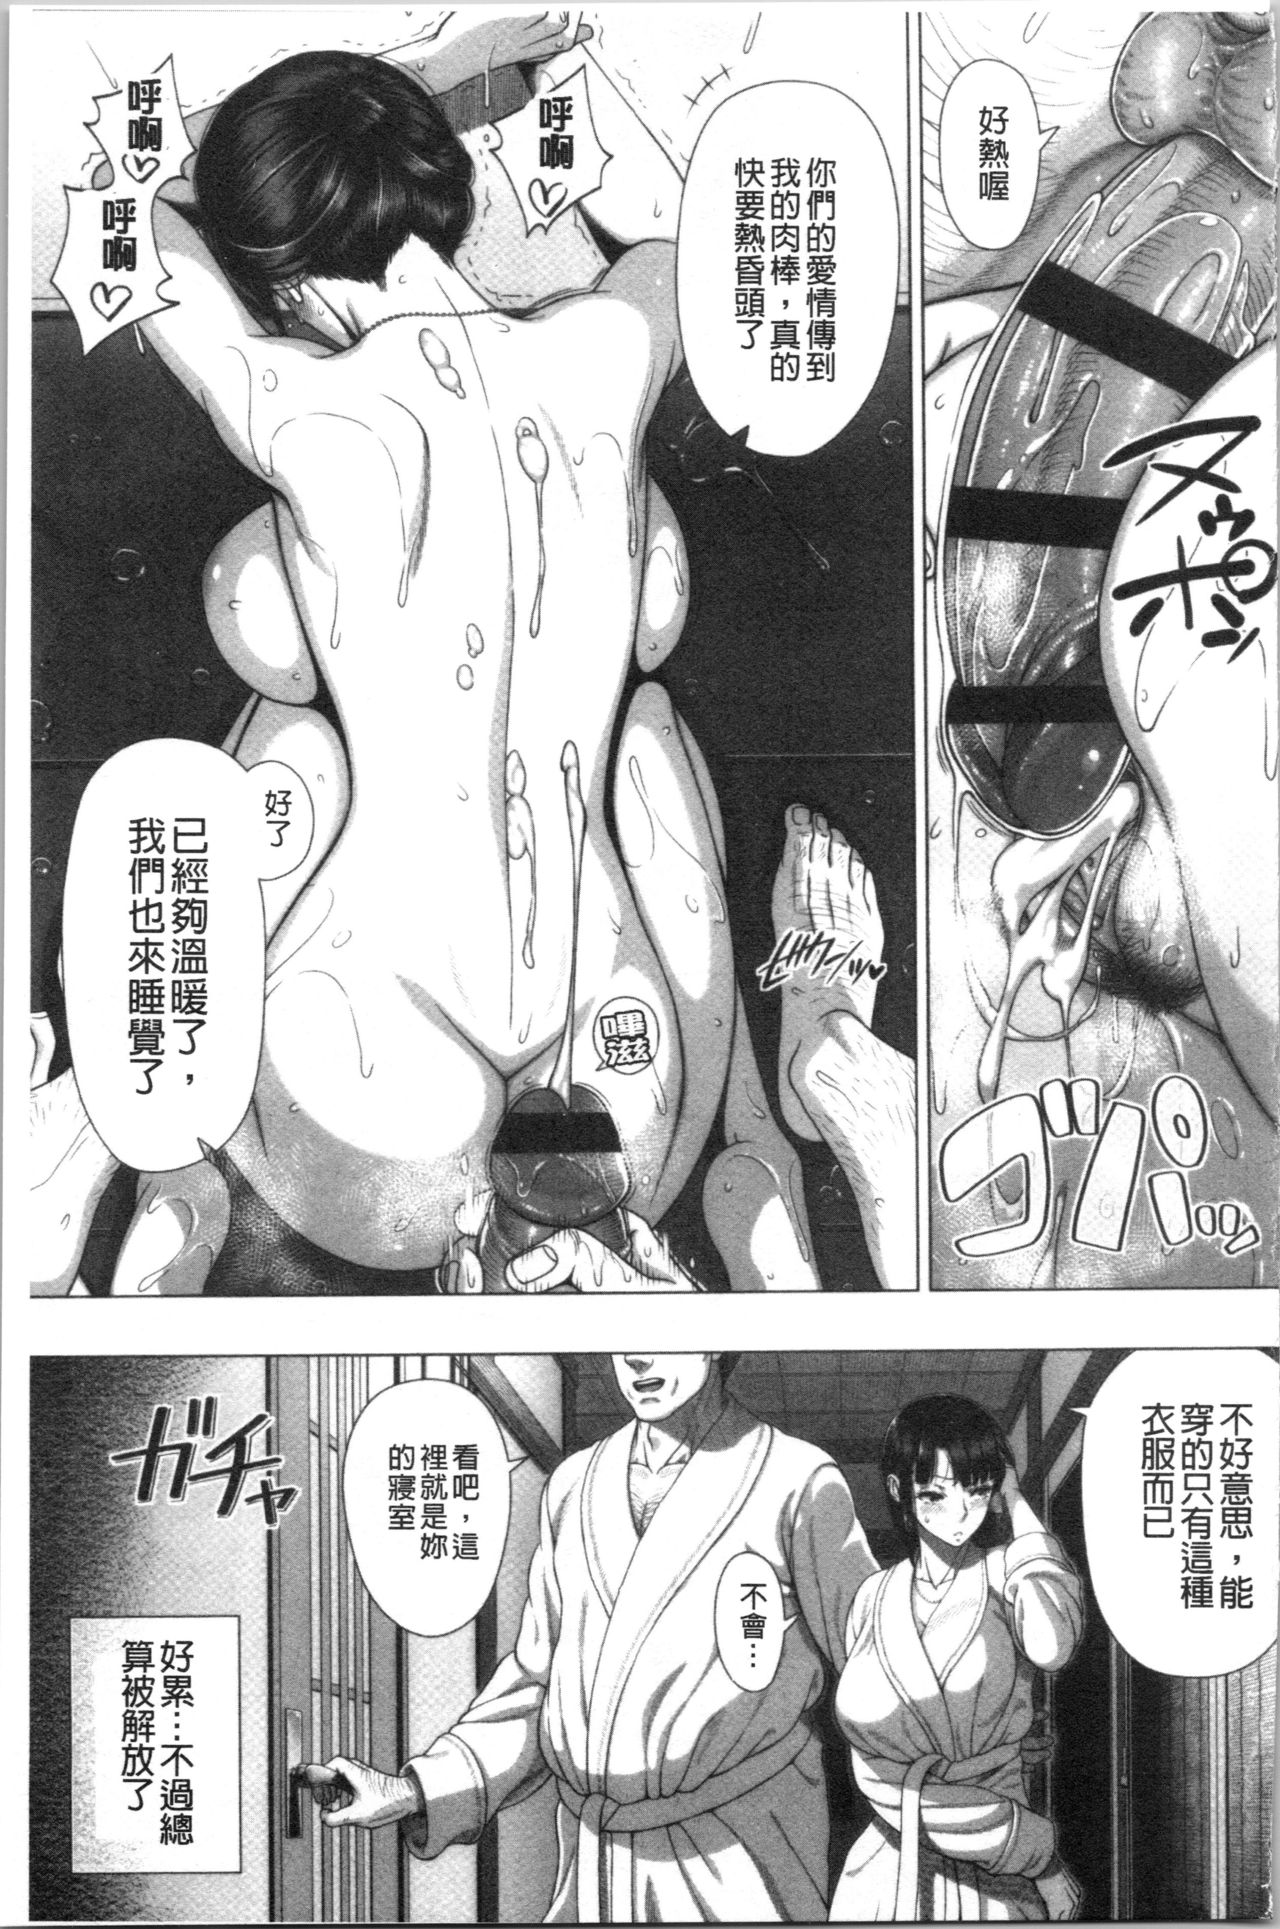 好熱喔
ヌゥ
ポン
ゴパッ
你們的愛情傳到
我的肉棒，真的
快要熱昏頭了
呼啊
呼啊
呼啊
嗶滋
好了
已經夠溫暖了，
我們也來睡覺了
不好意思，能
穿的只有這種
衣服而已
不會…
看吧，這
裡就是妳
的寢室
ガチャ
好累…不過總
算被解放了